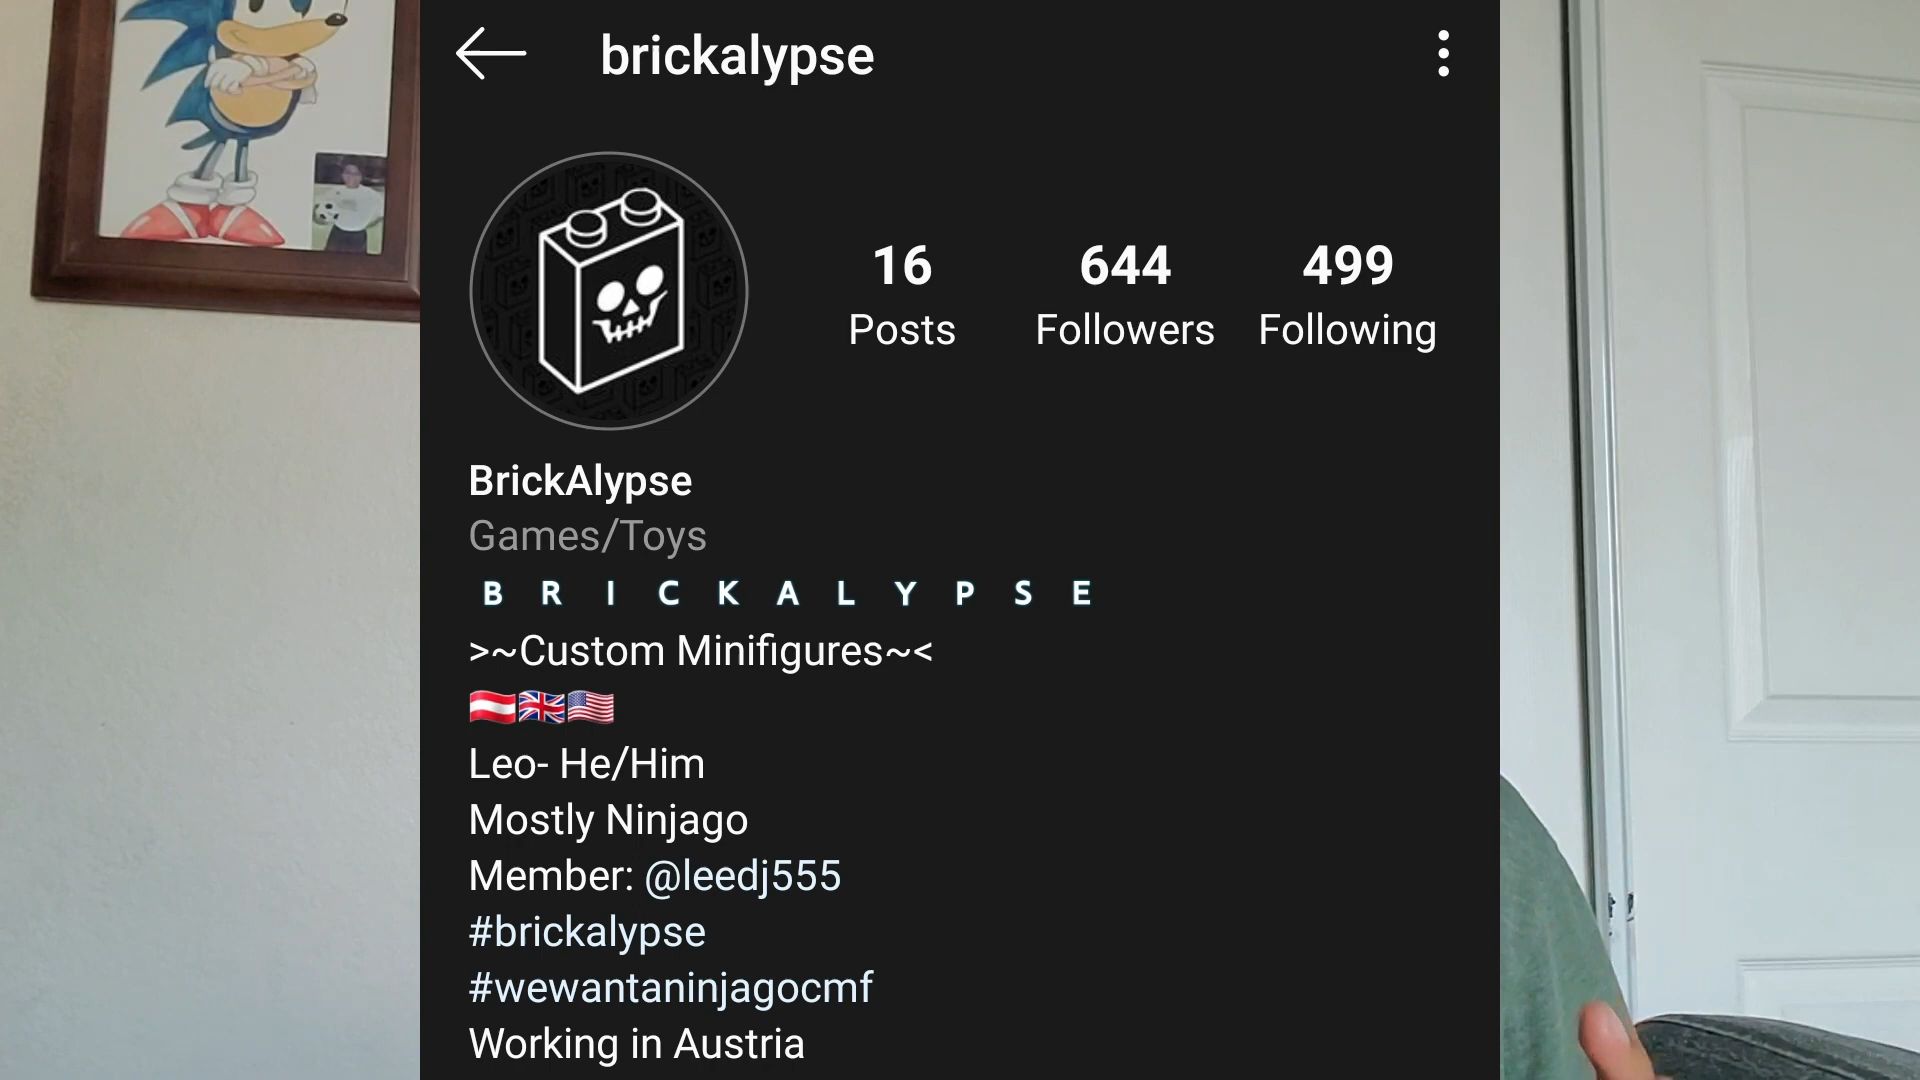 brickalypse
16
Posts
644
Followers
499
Following
BrickAlypse
Games/Toys
B R I C K A L Y P S E
>~Custom Minifigures~<
🇦🇹🇬🇧🇺🇸
Leo- He/Him
Mostly Ninjago
Member: @leedj555
#brickalypse
#wewantaninjagocmf
Working in Austria